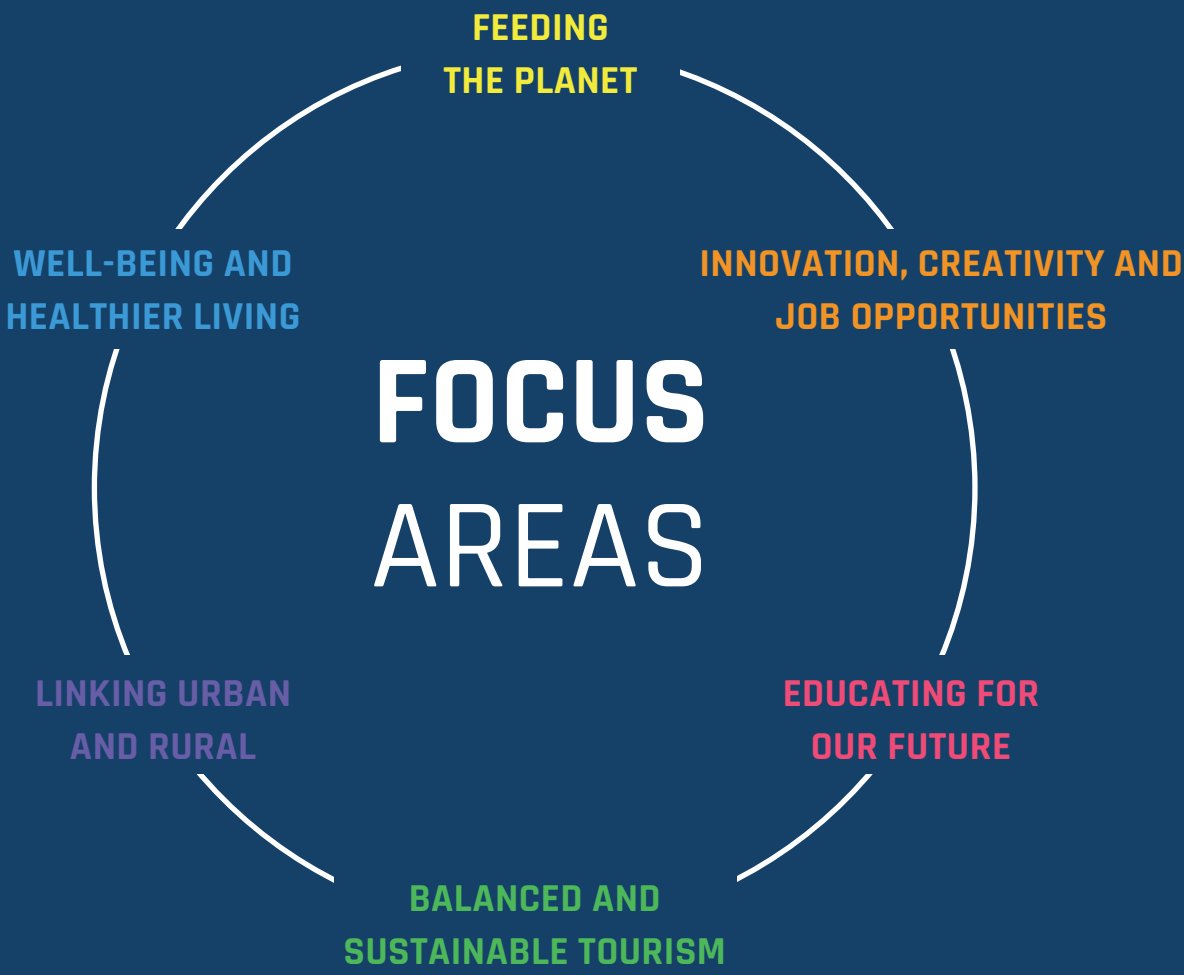 FEEDING
THE PLANET
WELL-BEING AND
HEALTHIER LIVING
INNOVATION, CREATIVITY AND
JOB OPPORTUNITIES
FOCUS
AREAS
LINKING URBAN
AND RURAL
EDUCATING FOR
OUR FUTURE
BALANCED AND
SUSTAINABLE TOURISM